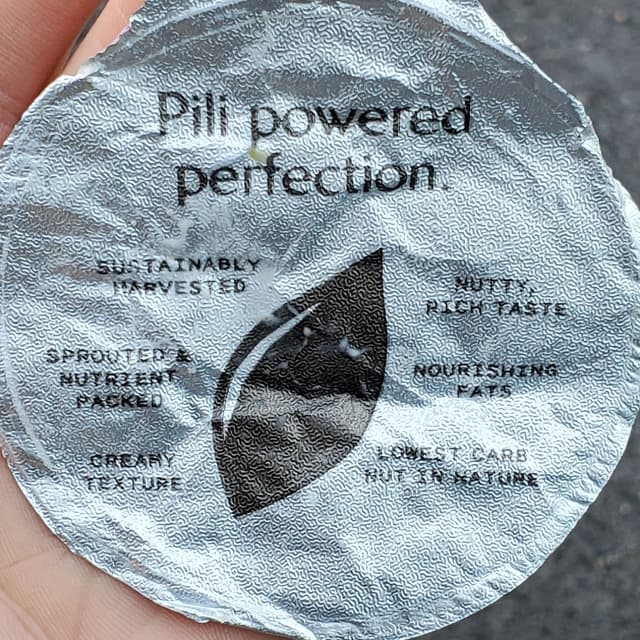 Pili powered
perfection.
SUSTAINABLY
HARVESTED
NUTTY,
RICH TASTE
SPROUTED &
NUTRIENT
PACKED
NOURISHING
FATS
CREAMY
TEXTURE
LOWEST CARB
NUT IN NATURE